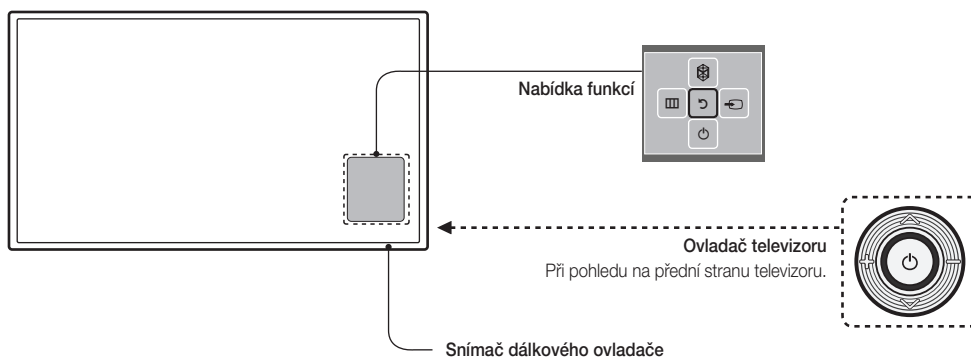 Nabídka funkcí
Ovladač televizoru
Při pohledu na přední stranu televizoru.
Snímač dálkového ovladače